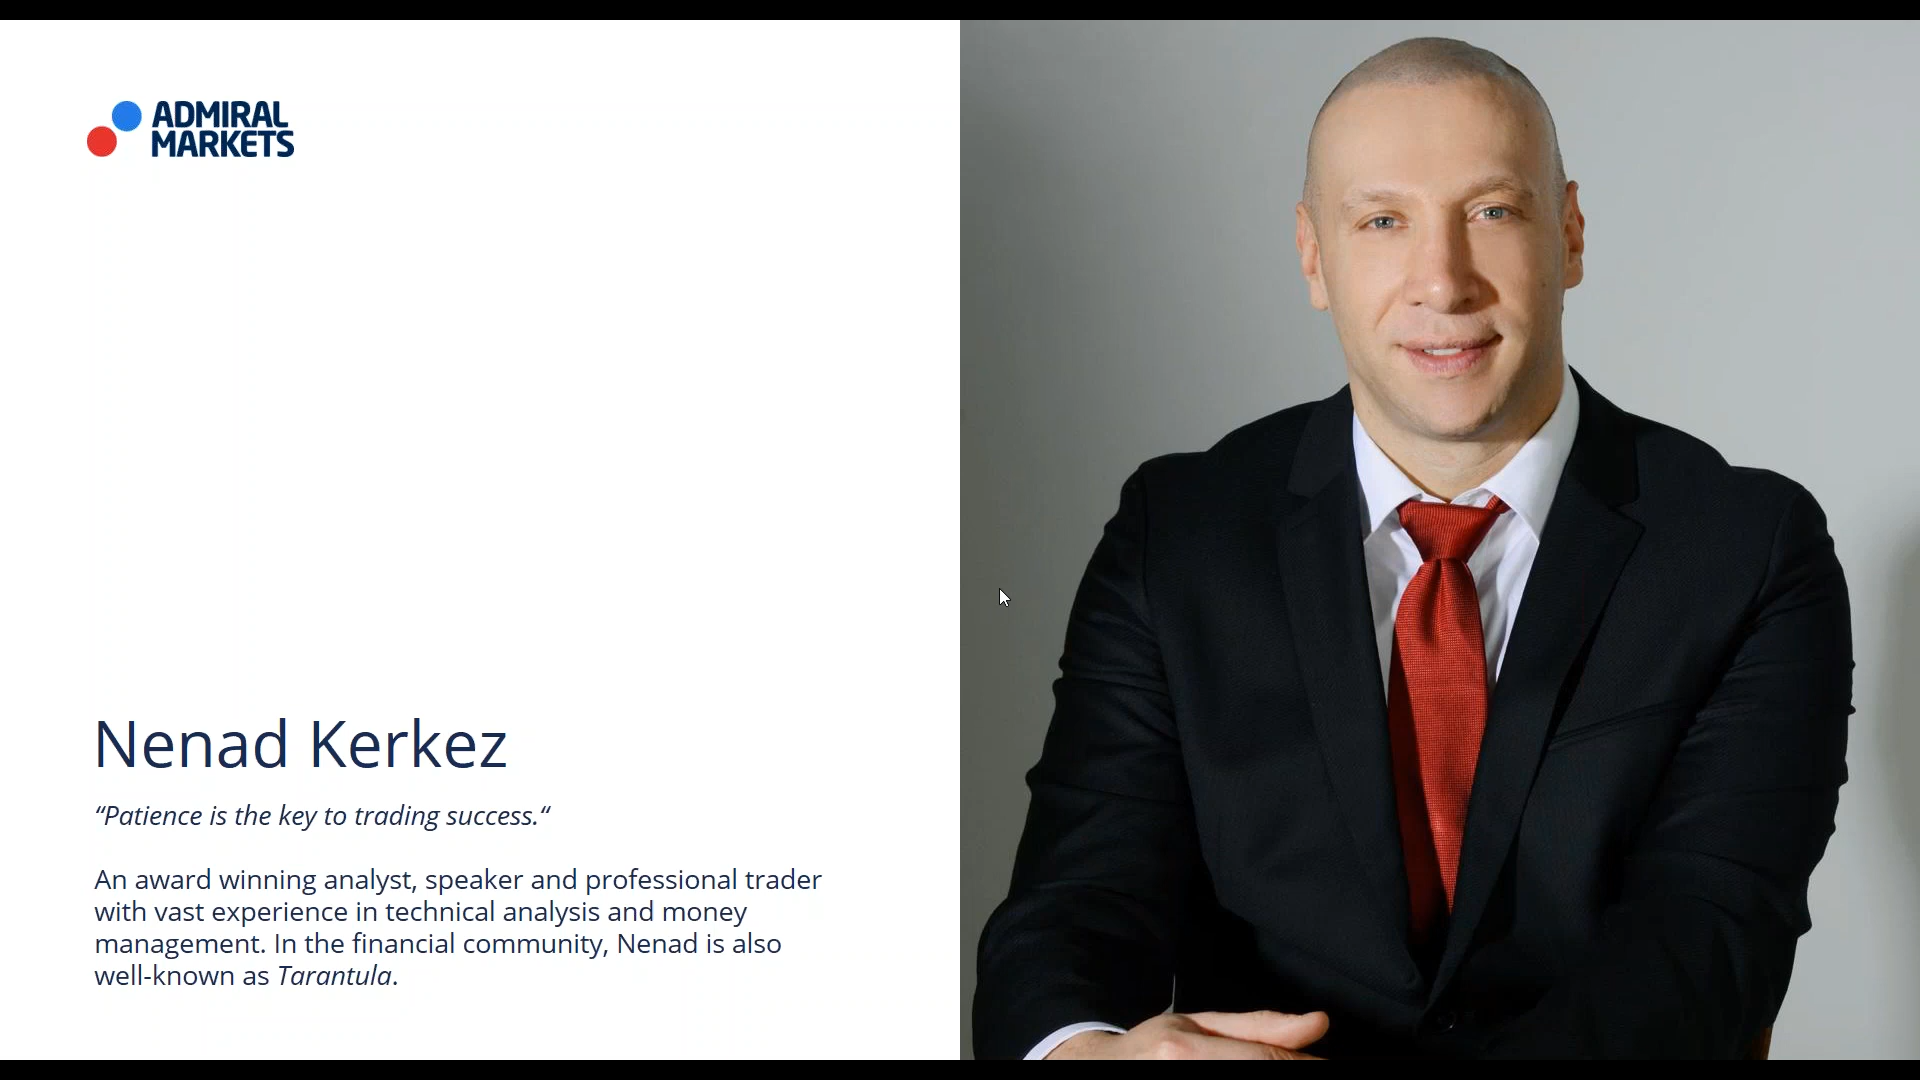 ADMIRAL
MARKETS
Nenad Kerkez
“Patience is the key to trading success.“
An award winning analyst, speaker and professional trader
with vast experience in technical analysis and money
management. In the financial community, Nenad is also
well-known as Tarantula.